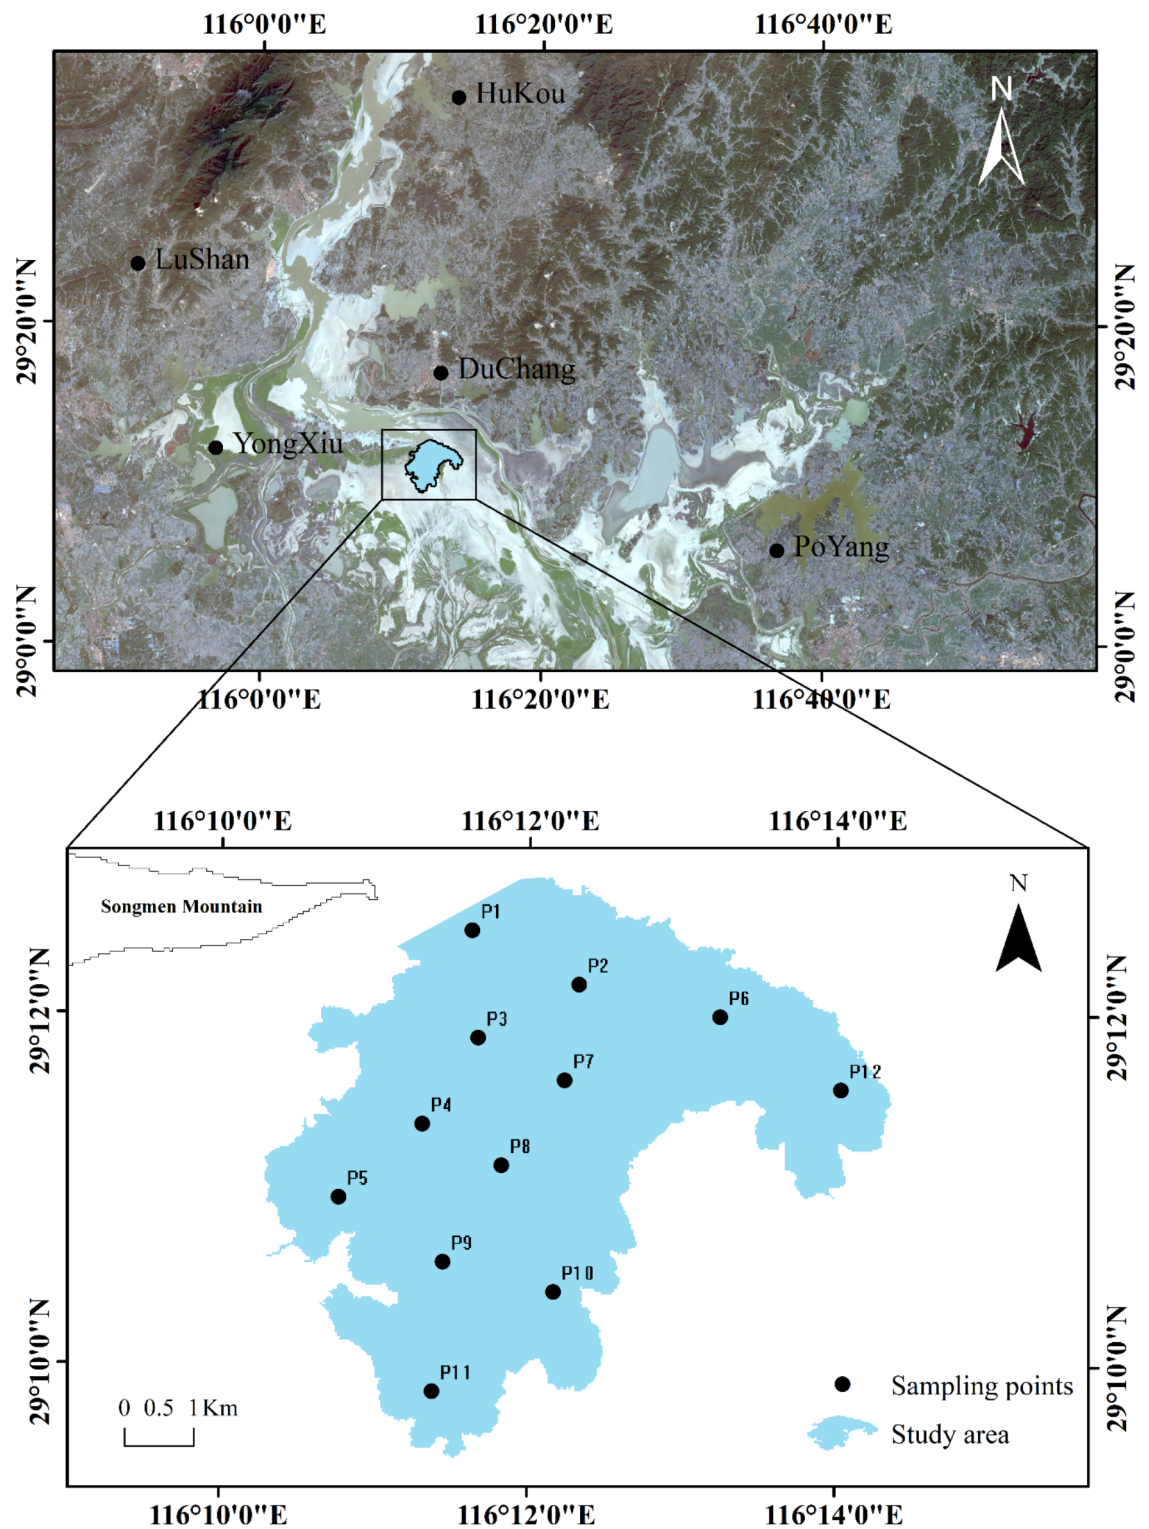 116°0'0"E 116°20'0"E 116°40'0"E
HuKou
N
LuShan
29°20'0"N
29°20'0"N
DuChang
YongXiu
PoYang
29°0'0"N
29°0'0"N
116°0'0"E 116°20'0"E 116°40'0"E
116°10'0"E 116°12'0"E 116°14'0"E
N
Songmen Mountain
P1
P2
29°12'0"N
29°12'0"N
P6
P3
P7
P12
P4
P8
P5
P9
P10
29°10'0"N
29°10'0"N
P11
Sampling points
0 0.5 1Km
Study area
116°10'0"E 116°12'0"E 116°14'0"E